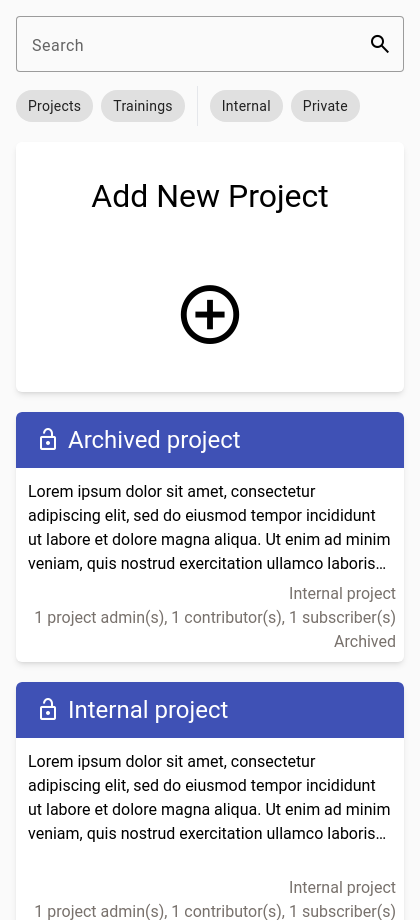 Search
Projects Trainings Internal Private
Add New Project
Archived project
Lorem ipsum dolor sit amet, consectetur
adipiscing elit, sed do eiusmod tempor incididunt
ut labore et dolore magna aliqua. Ut enim ad minim
veniam, quis nostrud exercitation ullamco laboris…
Internal project
1 project admin(s), 1 contributor(s), 1 subscriber(s)
Archived
Internal project
Lorem ipsum dolor sit amet, consectetur
adipiscing elit, sed do eiusmod tempor incididunt
ut labore et dolore magna aliqua. Ut enim ad minim
veniam, quis nostrud exercitation ullamco laboris…
Internal project
1 project admin(s), 1 contributor(s), 1 subscriber(s)